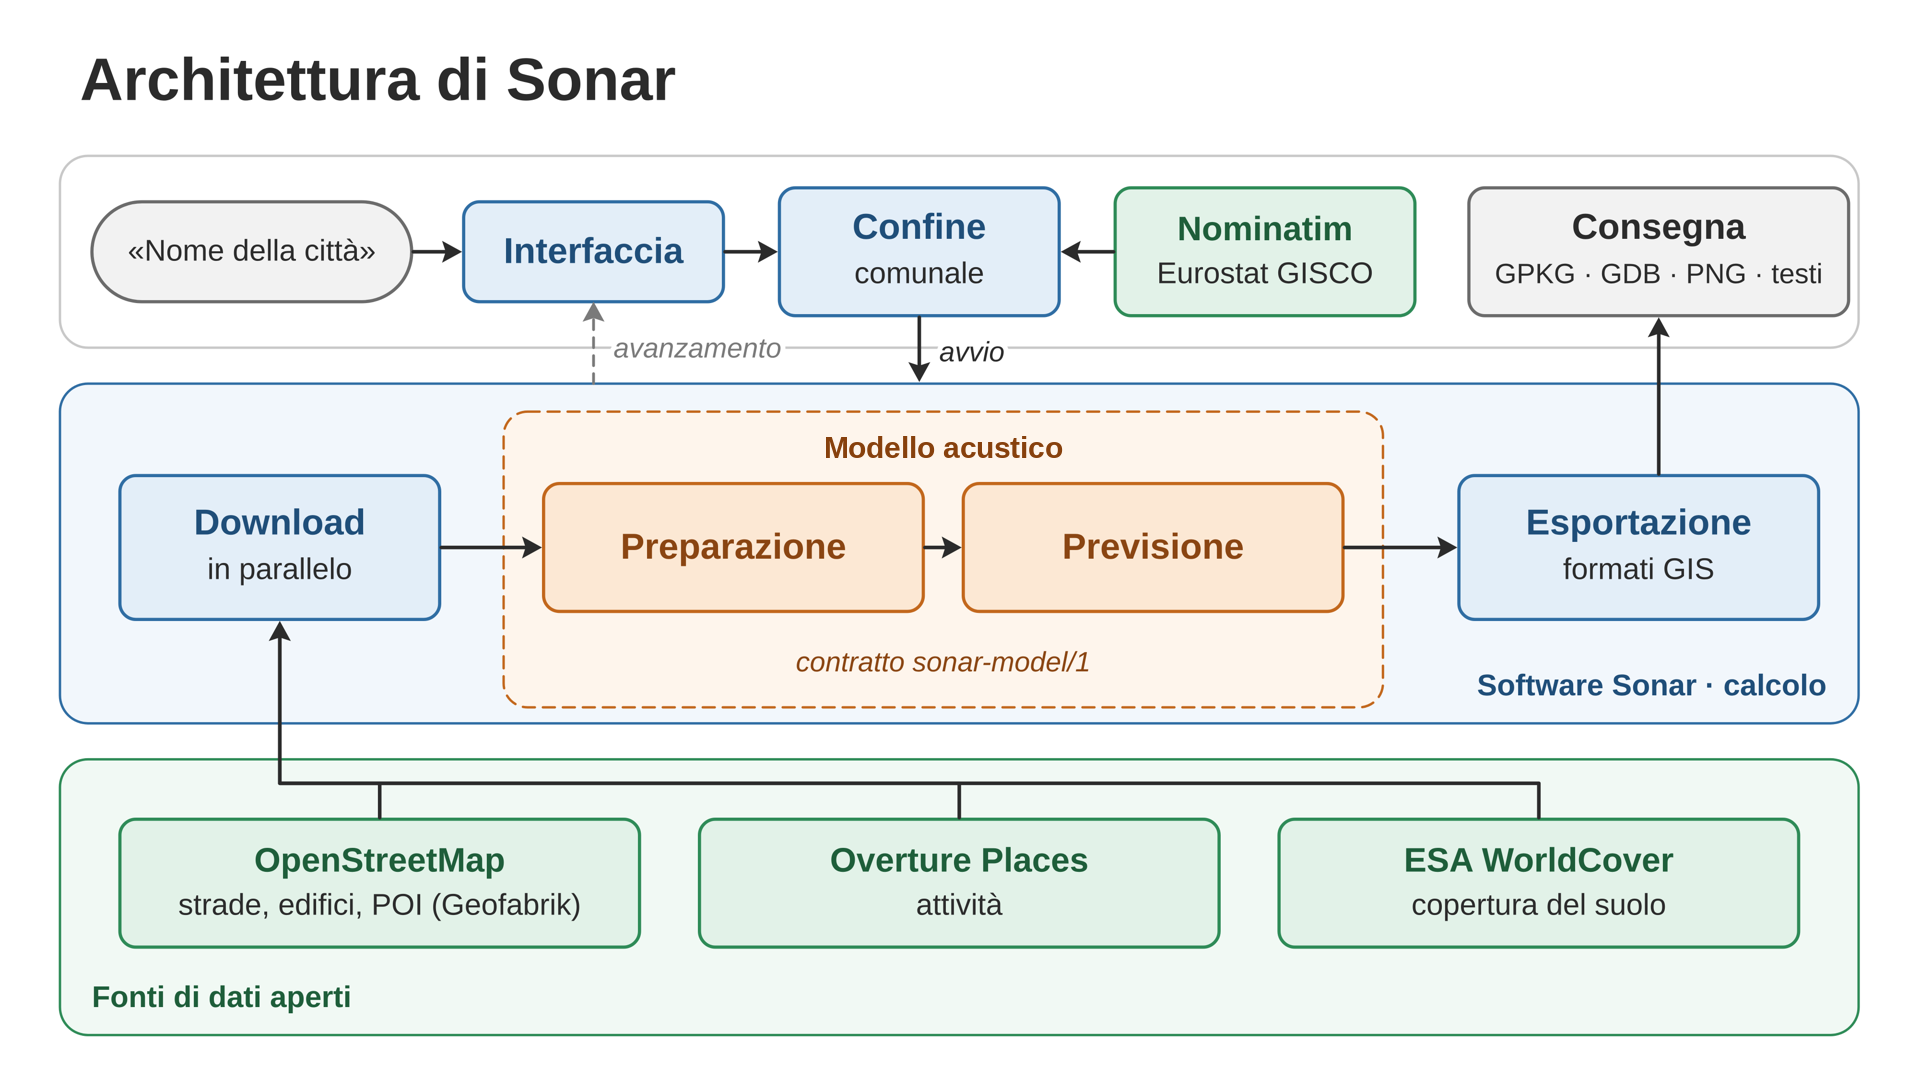 Architettura di Sonar
«Nome della città»
Interfaccia
Confine
comunale
Nominatim
Eurostat GISCO
Consegna
GPKG · GDB · PNG · testi
avanzamento
avvio
Modello acustico
Download
in parallelo
Preparazione
Previsione
Esportazione
formati GIS
contratto sonar-model/1
Software Sonar · calcolo
OpenStreetMap
strade, edifici, POI (Geofabrik)
Overture Places
attività
ESA WorldCover
copertura del suolo
Fonti di dati aperti